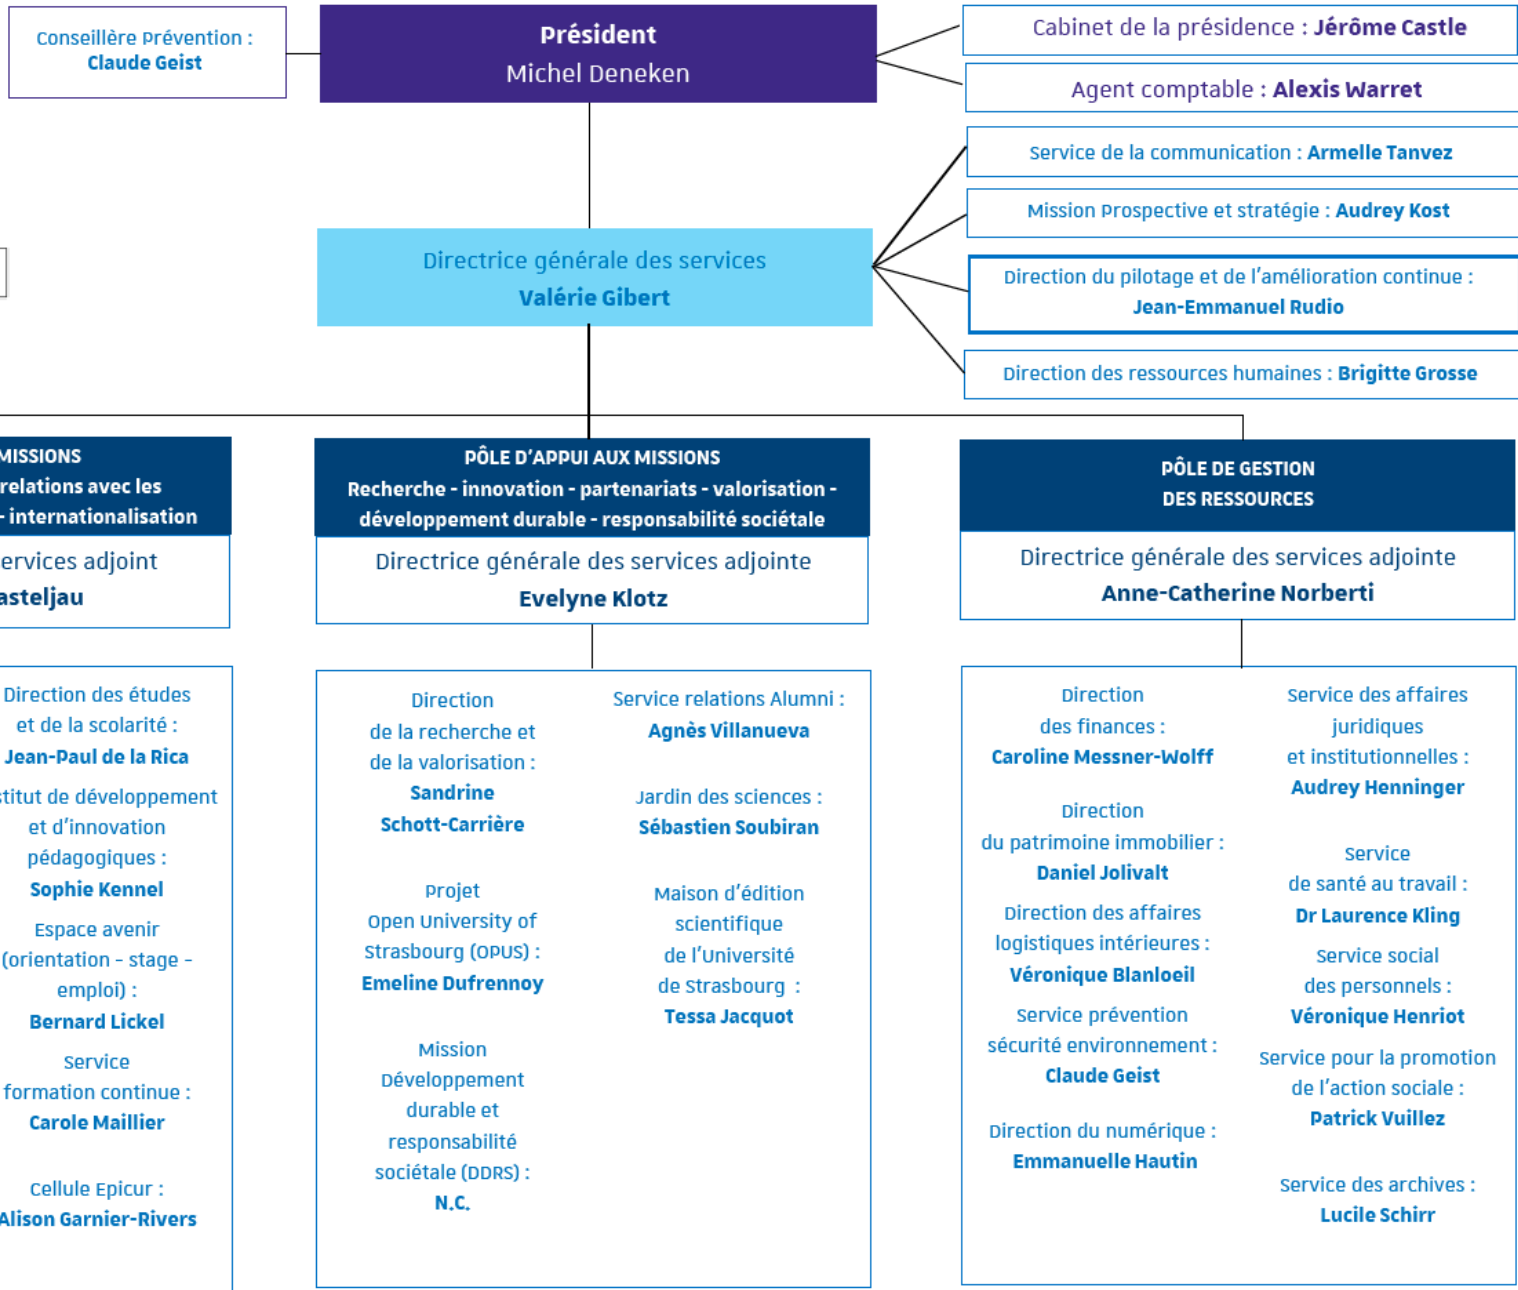 Conseillère Prévention :
Claude Geist
Président
Michel Deneken
Cabinet de la présidence : Jérôme Castle
Agent comptable : Alexis Warret
Service de la communication : Armelle Tanvez
Mission Prospective et stratégie : Audrey Kost
Directrice générale des services
Valérie Gibert
Direction du pilotage et de l'amélioration continue :
Jean-Emmanuel Rudio
Direction des ressources humaines : Brigitte Grosse
MISSIONS
relations avec les
- internationalisation
ervices adjoint
asteljau
Direction des études
et de la scolarité :
Jean-Paul de la Rica
stitut de développement
et d'innovation
pédagogiques :
Sophie Kennel
Espace avenir
(orientation - stage -
emploi) :
Bernard Lickel
Service
formation continue :
Carole Maillier
Cellule Epicur :
Alison Garnier-Rivers
PÔLE D'APPUI AUX MISSIONS
Recherche - innovation - partenariats - valorisation -
développement durable - responsabilité sociétale
Directrice générale des services adjointe
Evelyne Klotz
Direction
de la recherche et
de la valorisation :
Sandrine
Schott-Carrière
Projet
Open University of
Strasbourg (OPUS) :
Emeline Dufrennoy
Mission
Développement
durable et
responsabilité
sociétale (DDRS) :
N.C.
Service relations Alumni :
Agnès Villanueva
Jardin des sciences :
Sébastien Soubiran
Maison d'édition
scientifique
de l'Université
de Strasbourg :
Tessa Jacquot
PÔLE DE GESTION
DES RESSOURCES
Directrice générale des services adjointe
Anne-Catherine Norberti
Direction
des finances :
Caroline Messner-Wolff
Direction
du patrimoine immobilier :
Daniel Jolivalt
Direction des affaires
logistiques intérieures :
Véronique Blanloeil
Service prévention
sécurité environnement :
Claude Geist
Direction du numérique :
Emmanuelle Hautin
Service des affaires
juridiques
et institutionnelles :
Audrey Henninger
Service
de santé au travail :
Dr Laurence Kling
Service social
des personnels :
Véronique Henriot
Service pour la promotion
de l'action sociale :
Patrick Vuillez
Service des archives :
Lucile Schirr